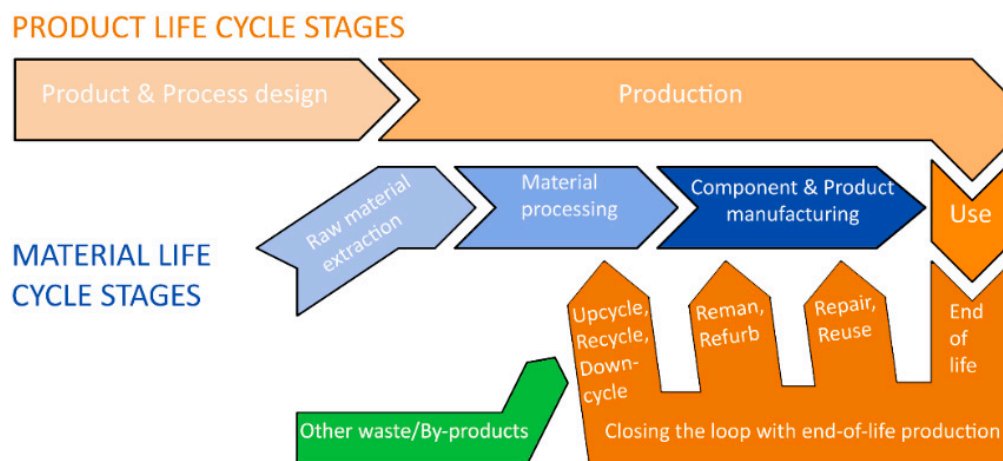 PRODUCT LIFE CYCLE STAGES
Product & Process design
Production
Raw material
extraction
Material
processing
Component & Product
manufacturing
Use
MATERIAL LIFE
CYCLE STAGES
Upcycle,
Recycle,
Down-
cycle
Reman,
Refurb
Repair,
Reuse
End
of
life
Other waste/By-products
Closing the loop with end-of-life production